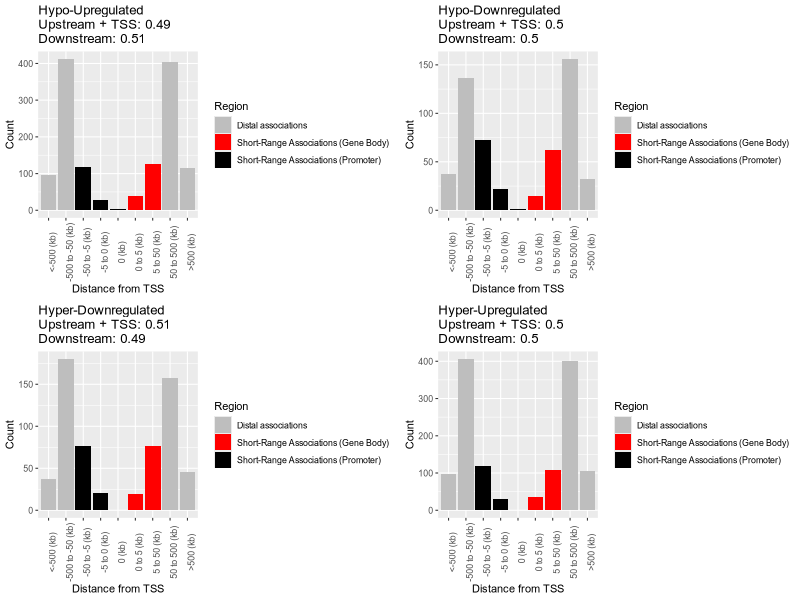 Hypo-Upregulated
Upstream + TSS: 0.49
Downstream: 0.51
Count
400
300
200
100
0
<-500 (kb)
-500 to -50 (kb)
-50 to -5 (kb)
-5 to 0 (kb)
0 (kb)
0 to 5 (kb)
5 to 50 (kb)
50 to 500 (kb)
>500 (kb)
Distance from TSS
Region
Distal associations
Short-Range Associations (Gene Body)
Short-Range Associations (Promoter)
Hypo-Downregulated
Upstream + TSS: 0.5
Downstream: 0.5
Count
150
100
50
0
<-500 (kb)
-500 to -50 (kb)
-50 to -5 (kb)
-5 to 0 (kb)
0 (kb)
0 to 5 (kb)
5 to 50 (kb)
50 to 500 (kb)
>500 (kb)
Distance from TSS
Region
Distal associations
Short-Range Associations (Gene Body)
Short-Range Associations (Promoter)
Hyper-Downregulated
Upstream + TSS: 0.51
Downstream: 0.49
Count
150
100
50
0
<-500 (kb)
-500 to -50 (kb)
-50 to -5 (kb)
-5 to 0 (kb)
0 (kb)
0 to 5 (kb)
5 to 50 (kb)
50 to 500 (kb)
>500 (kb)
Distance from TSS
Region
Distal associations
Short-Range Associations (Gene Body)
Short-Range Associations (Promoter)
Hyper-Upregulated
Upstream + TSS: 0.5
Downstream: 0.5
Count
400
300
200
100
0
<-500 (kb)
-500 to -50 (kb)
-50 to -5 (kb)
-5 to 0 (kb)
0 (kb)
0 to 5 (kb)
5 to 50 (kb)
50 to 500 (kb)
>500 (kb)
Distance from TSS
Region
Distal associations
Short-Range Associations (Gene Body)
Short-Range Associations (Promoter)